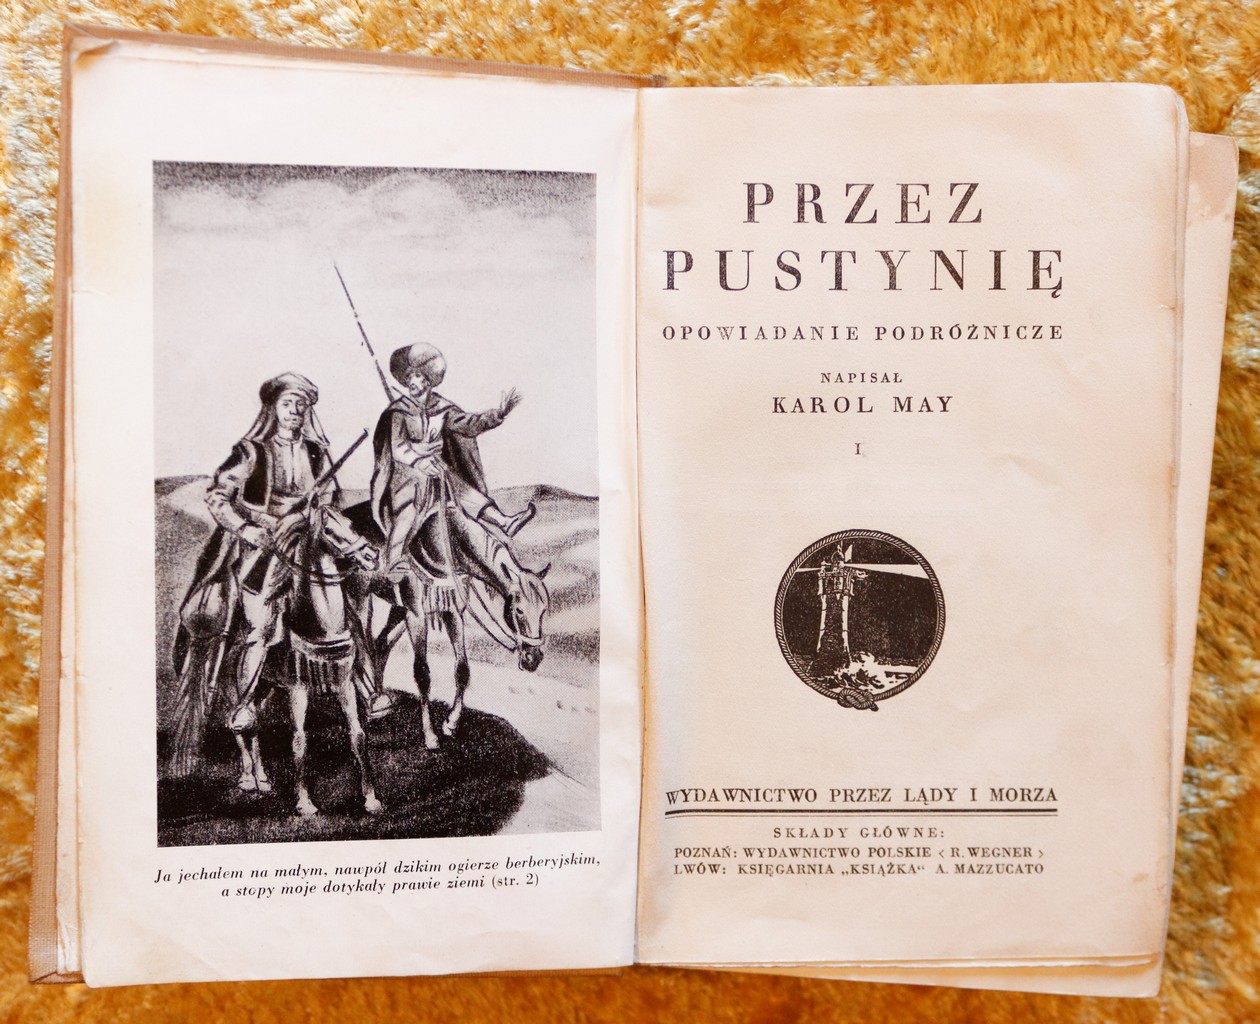 Ja jechałem na małym, nawpół dzikim ogierze berberyjskim,
a stopy moje dotykały prawie ziemi (str. 2)
PRZEZ
PUSTYNIĘ
OPOWIADANIE PODRÓŻNICZE
NAPISAŁ
KAROL MAY
I
WYDAWNICTWO PRZEZ LĄDY I MORZA
SKŁADY GŁÓWNE:
POZNAŃ: WYDAWNICTWO POLSKIE < R. WEGNER >
LWÓW: KSIĘGARNIA „KSIĄŻKA“ A. MAZZUCATO